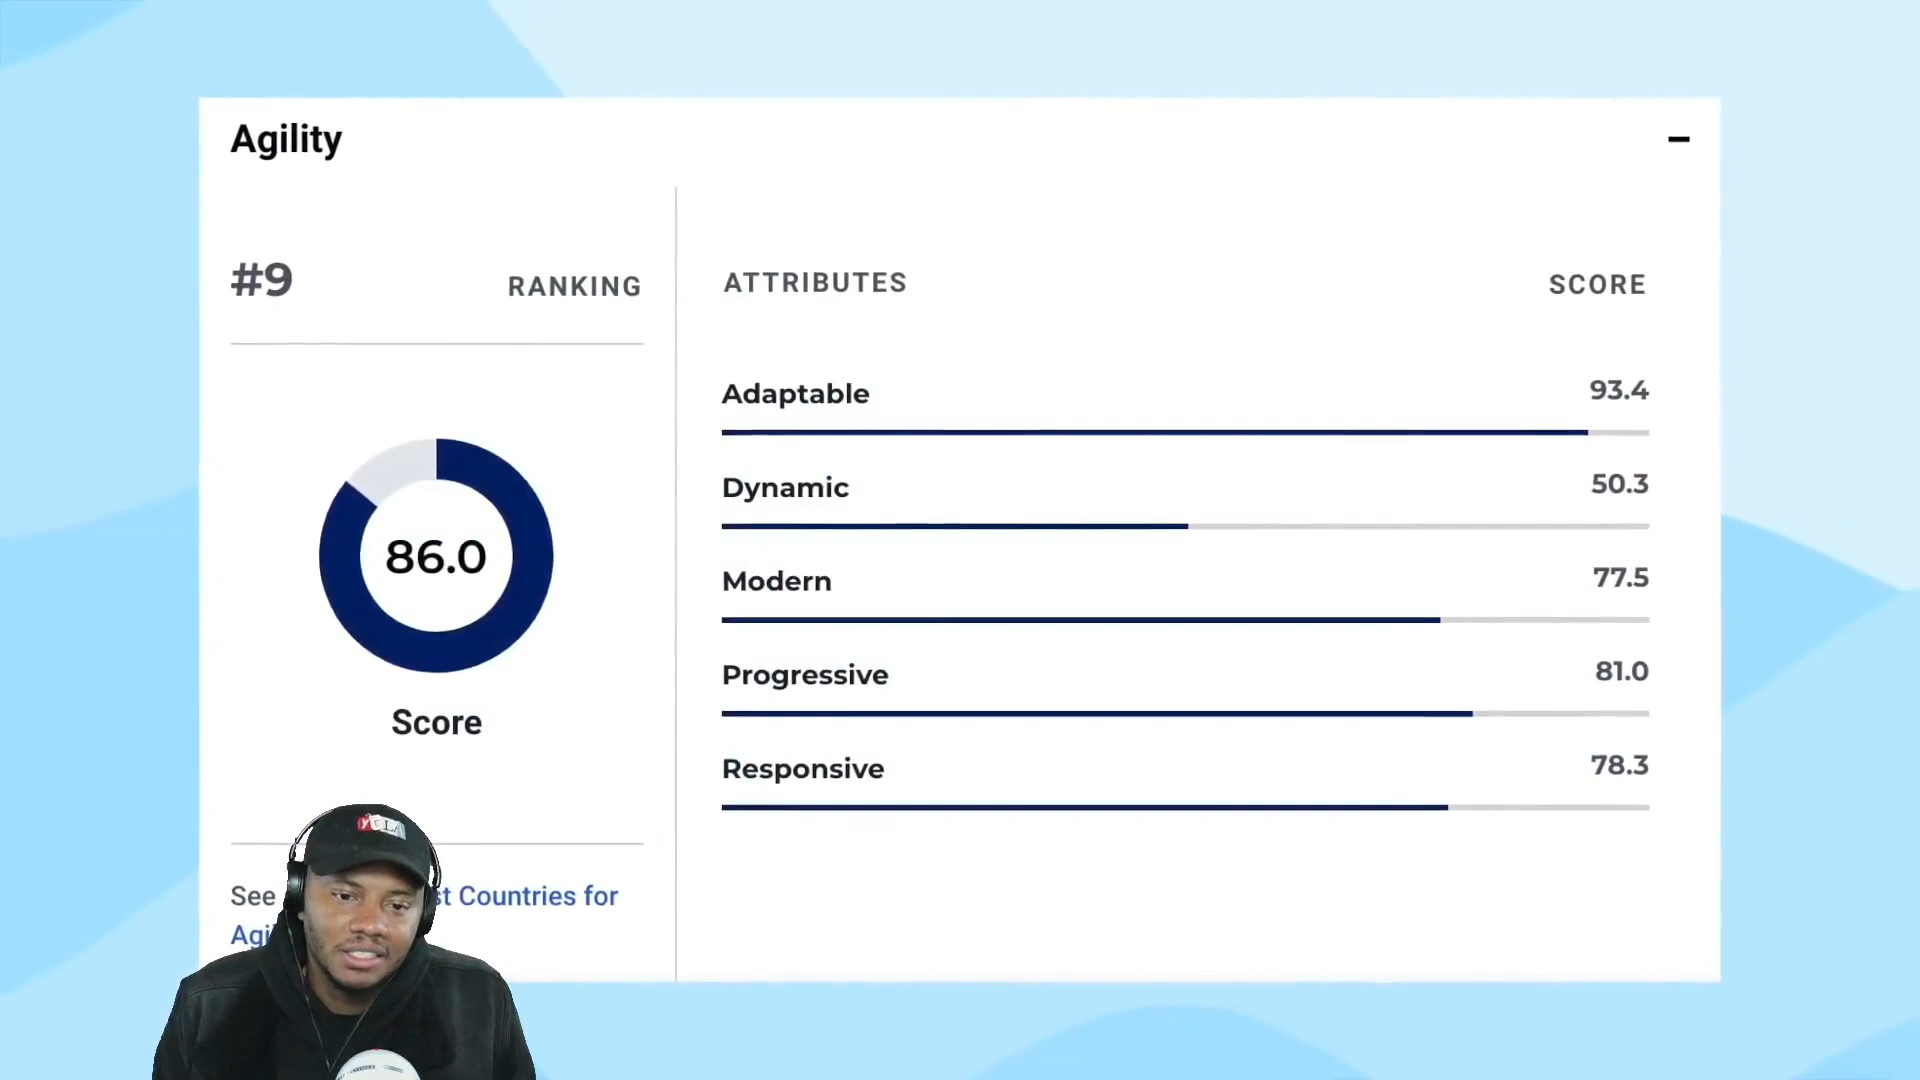 Agility
#9 RANKING
86.0
Score
See
st Countries for
Agi
ATTRIBUTES SCORE
Adaptable 93.4
Dynamic 50.3
Modern 77.5
Progressive 81.0
Responsive 78.3